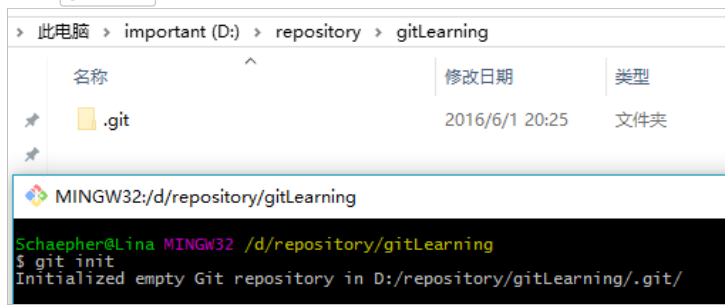 此电脑 > important (D:) > repository > gitLearning
名称 修改日期 类型
.git 2016/6/1 20:25 文件夹
MINGW32:/d/repository/gitLearning
Schaepher@Lina MINGW32 /d/repository/gitLearning
$ git init
Initialized empty Git repository in D:/repository/gitLearning/.git/